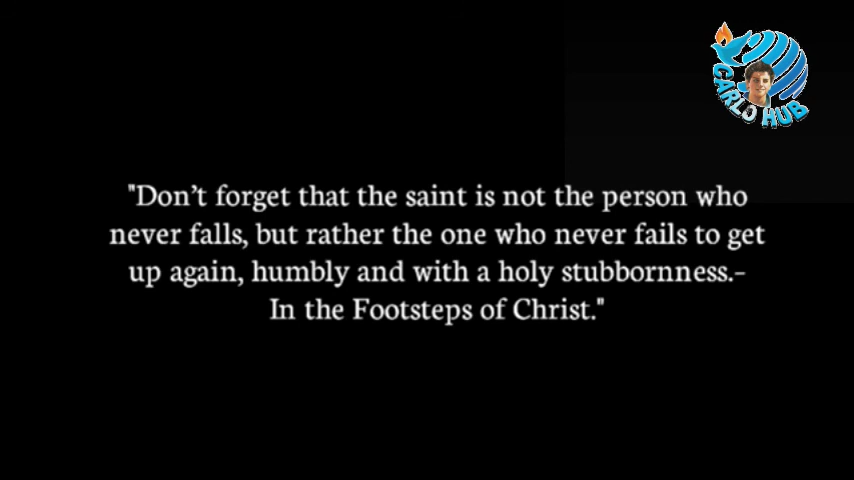 CARLO HUB
"Don’t forget that the saint is not the person who
never falls, but rather the one who never fails to get
up again, humbly and with a holy stubbornness.-
In the Footsteps of Christ."